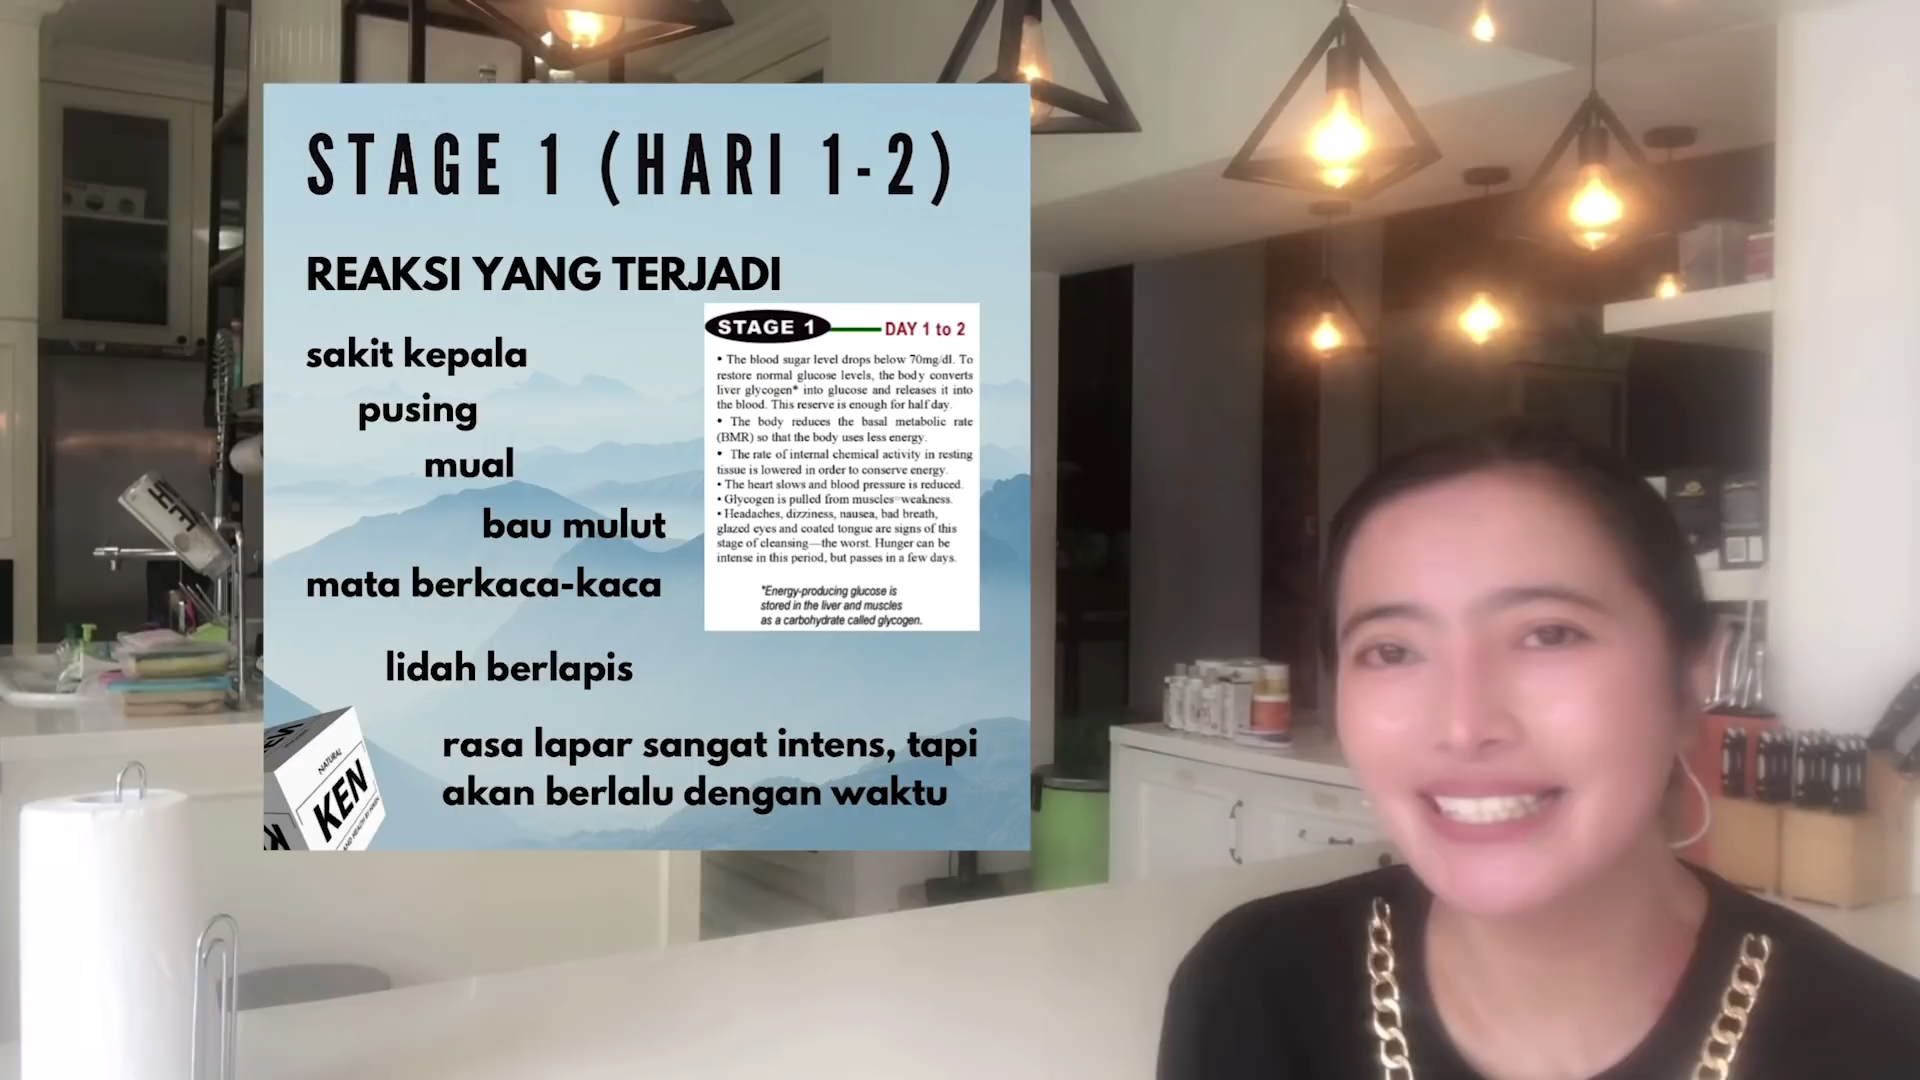 STAGE 1 (HARI 1-2)
REAKSI YANG TERJADI
sakit kepala
pusing
mual
bau mulut
mata berkaca-kaca
lidah berlapis
rasa lapar sangat intens, tapi
akan berlalu dengan waktu
STAGE 1 DAY 1 to 2
• The blood sugar level drops below 70mg/dl. To
restore normal glucose levels, the body converts
liver glycogen* into glucose and releases it into
the blood. This reserve is enough for half day.
• The body reduces the basal metabolic rate
(BMR) so that the body uses less energy.
• The rate of internal chemical activity in resting
tissue is lowered in order to conserve energy.
• The heart slows and blood pressure is reduced.
• Glycogen is pulled from muscles=weakness.
• Headaches, dizziness, nausea, bad breath,
glazed eyes and coated tongue are signs of this
stage of cleansing—the worst. Hunger can be
intense in this period, but passes in a few days.
*Energy-producing glucose is
stored in the liver and muscles
as a carbohydrate called glycogen.
NATURAL
KEN